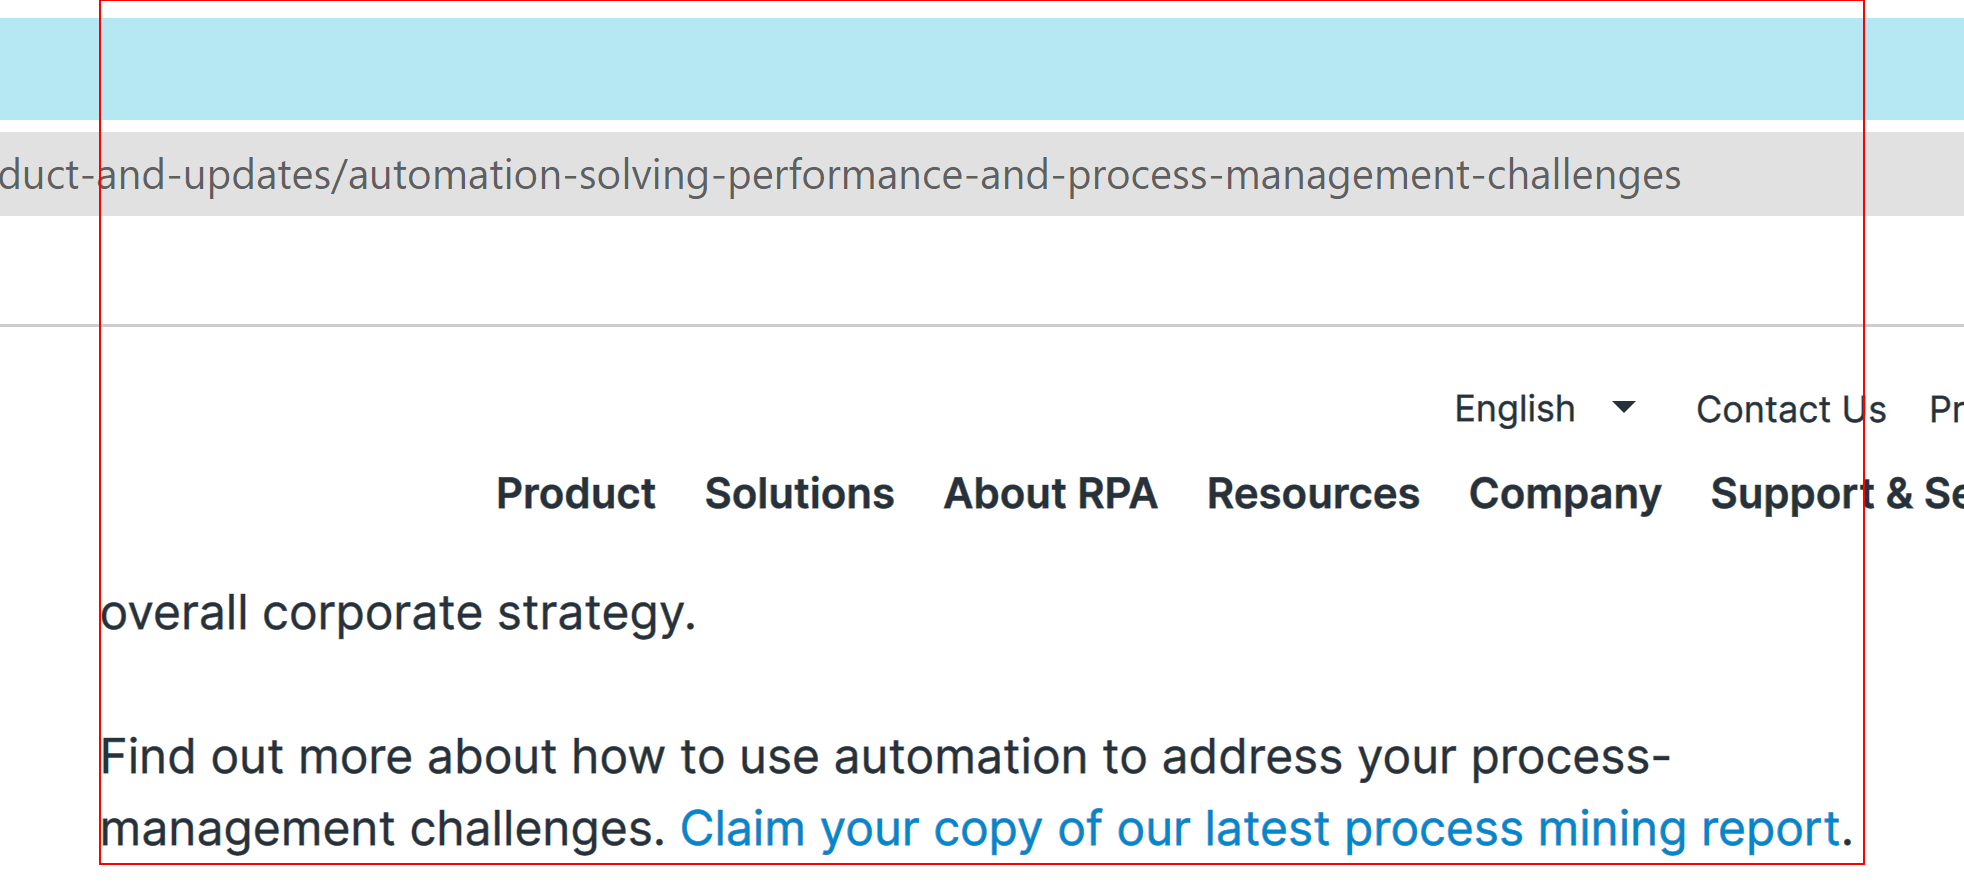 duct-and-updates/automation-solving-performance-and-process-management-challenges
English Contact Us Pr
Product Solutions About RPA Resources Company Support & Se
overall corporate strategy.
Find out more about how to use automation to address your process-
management challenges. Claim your copy of our latest process mining report.